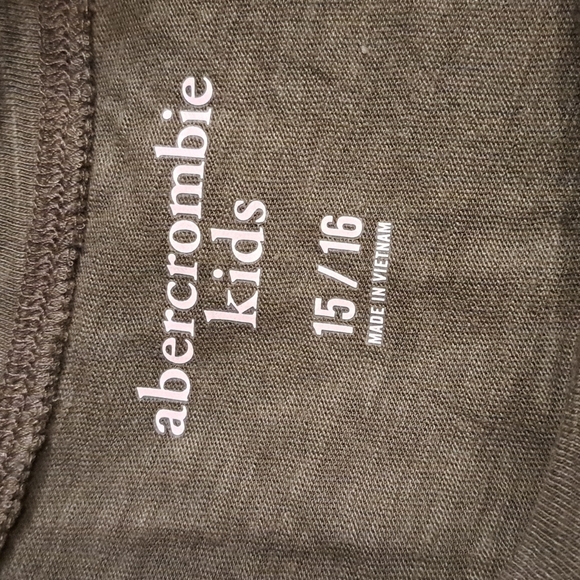 abercrombie
kids
15 / 16
MADE IN VIETNAM